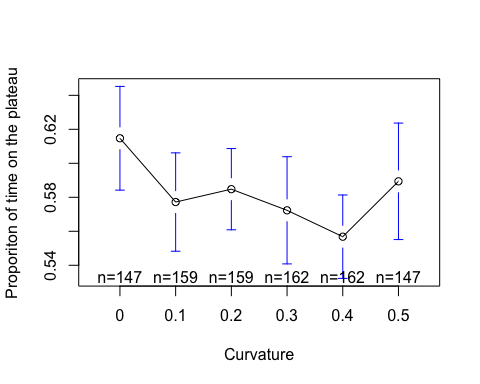 Proporiton of time on the plateau
0.62
0.58
0.54
n=147 n=159 n=159 n=162 n=162 n=147
0 0.1 0.2 0.3 0.4 0.5
Curvature